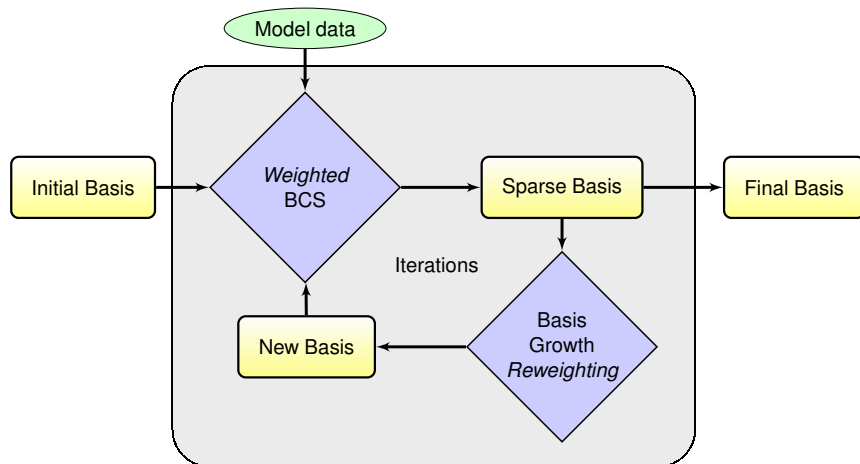 Model data
Initial Basis
Weighted
BCS
Sparse Basis
Final Basis
Iterations
New Basis
Basis
Growth
Reweighting